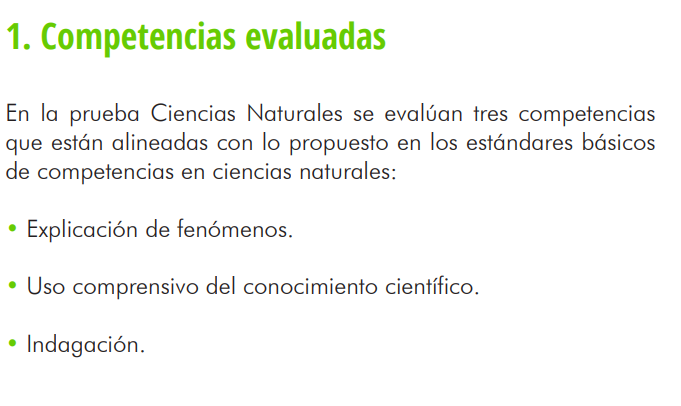 1. Competencias evaluadas
En la prueba Ciencias Naturales se evalúan tres competencias
que están alineadas con lo propuesto en los estándares básicos
de competencias en ciencias naturales:
• Explicación de fenómenos.
• Uso comprensivo del conocimiento científico.
• Indagación.